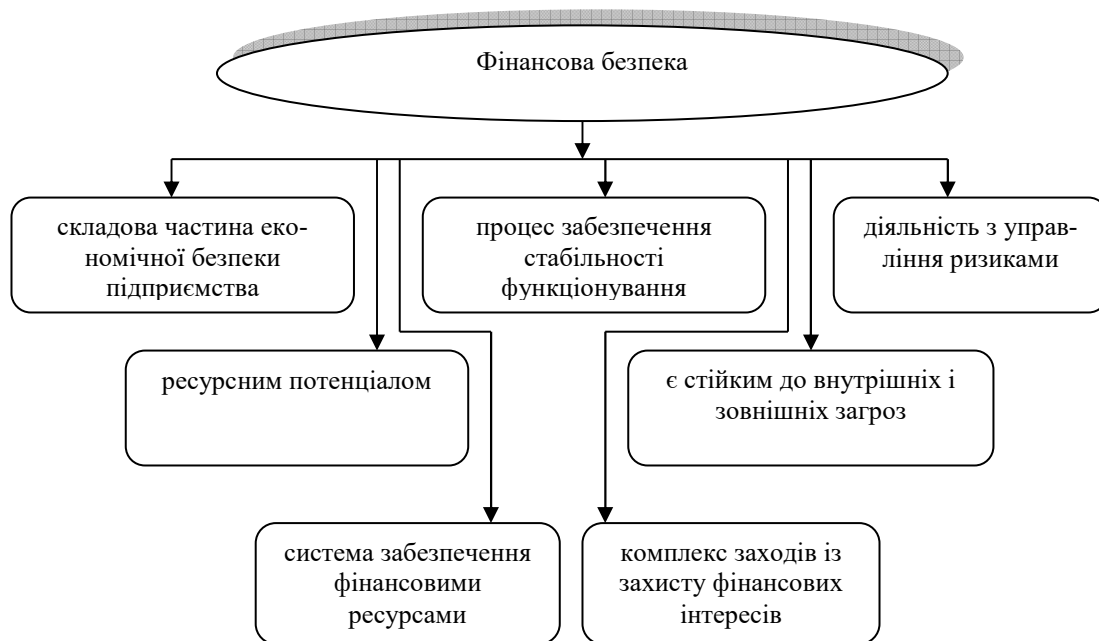 Фінансова безпека
складова частина еко-
номічної безпеки
підприємства
процес забезпечення
стабільності
функціонування
діяльність з управ-
ління ризиками
ресурсним потенціалом
є стійким до внутрішніх і
зовнішніх загроз
система забезпечення
фінансовими
ресурсами
комплекс заходів із
захисту фінансових
інтересів